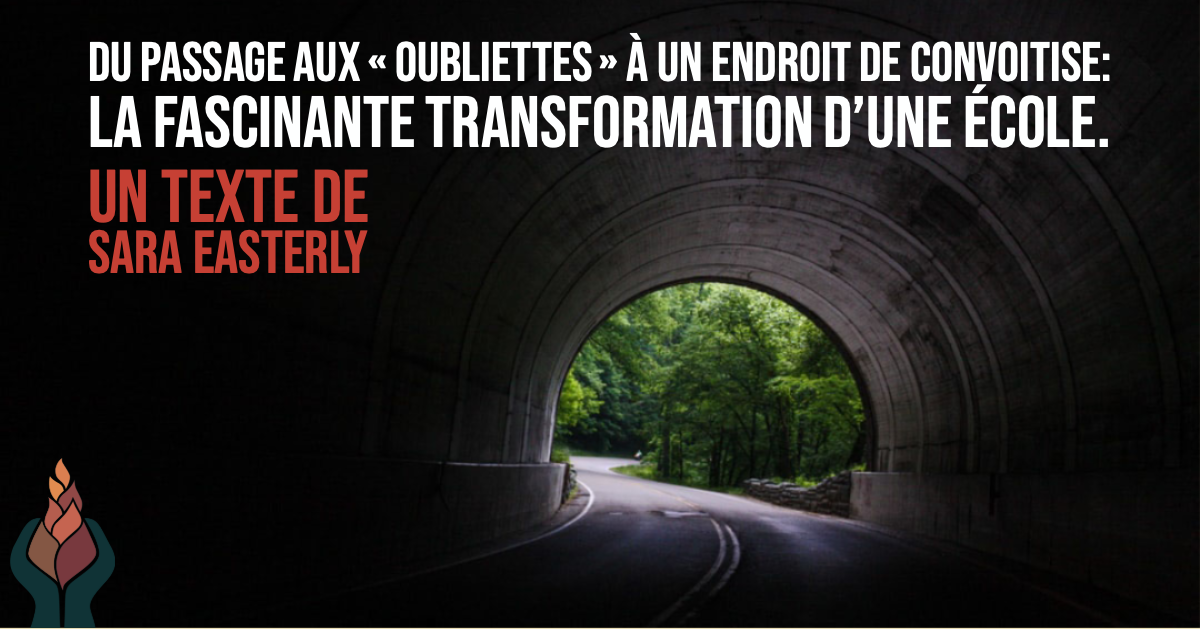 DU PASSAGE AUX « OUBLIETTES » À UN ENDROIT DE CONVOITISE:
LA FASCINANTE TRANSFORMATION D’UNE ÉCOLE.
UN TEXTE DE
SARA EASTERLY